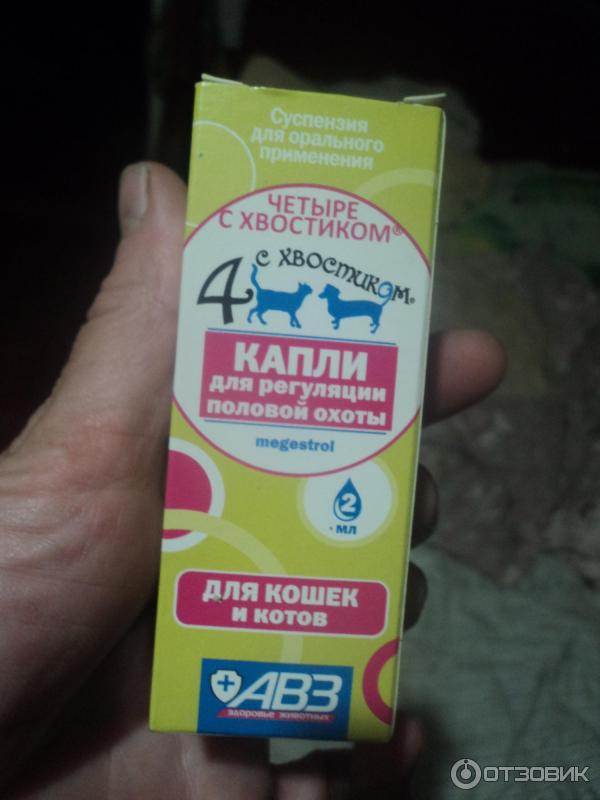 Суспензия
для орального
применения
ЧЕТЫРЕ
С ХВОСТИКОМ®
4 С ХВОСТИКОМ®
КАПЛИ
для регуляции
половой охоты
megestrol
2
мл
ДЛЯ КОШЕК
И КОТОВ
АВЗ
здоровье животных
ОТЗОВИК